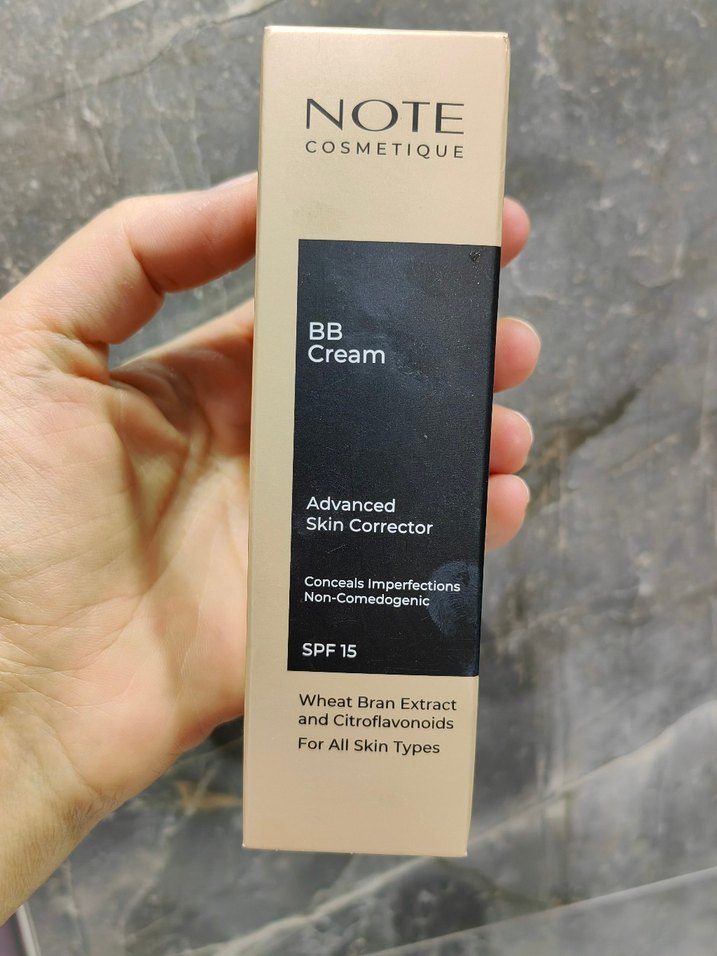 NOTE
COSMETIQUE
BB
Cream
Advanced
Skin Corrector
Conceals Imperfections
Non-Comedogenic
SPF 15
Wheat Bran Extract
and Citroflavonoids
For All Skin Types